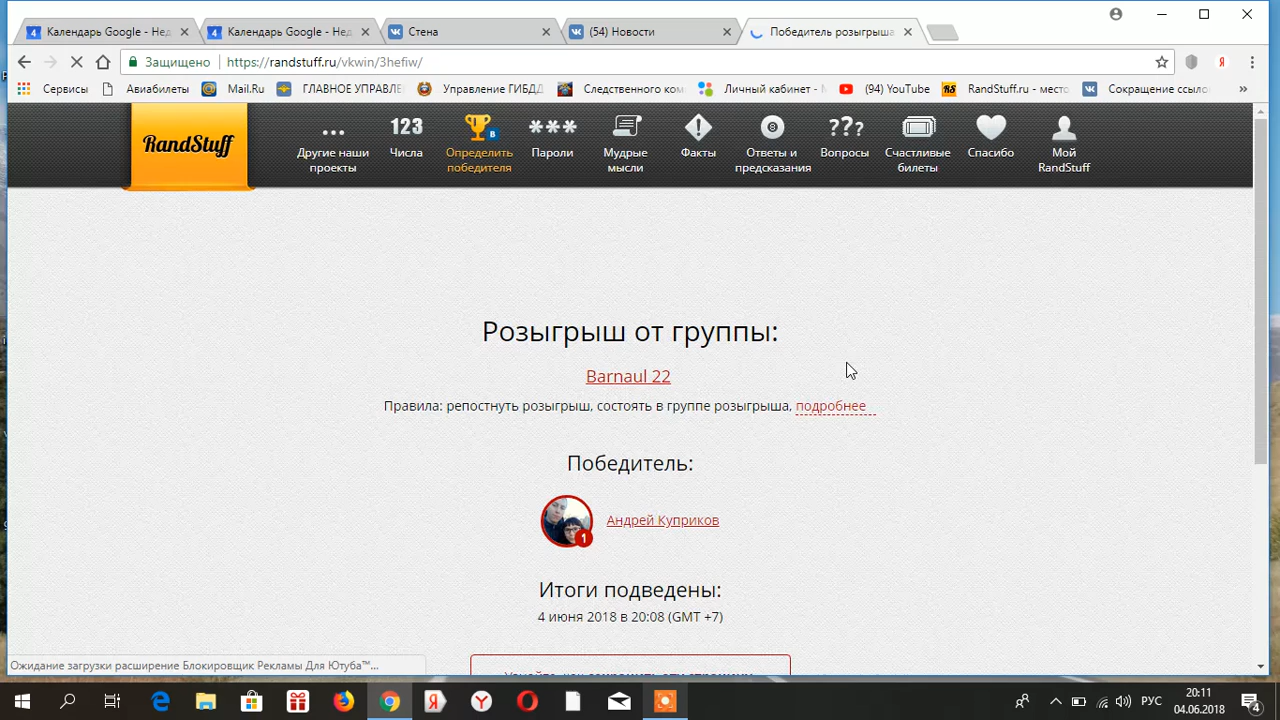 Календарь Google - Нед
Календарь Google - Нед
Стена
(54) Новости
Победитель розыгрыша
Защищено
https://randstuff.ru/vkwin/3hefiw/
Сервисы
Авиабилеты
Mail.Ru
ГЛАВНОЕ УПРАВЛЕ
Управление ГИБДД
Следственного ком
Личный кабинет -
(94) YouTube
RandStuff.ru - место
Сокращение ссыло
»
RandStuff
...
Другие наши
проекты
123
Числа
B
Определить
победителя
***
Пароли
Мудрые
мысли
Факты
8
Ответы и
предсказания
???
Вопросы
Счастливые
билеты
Спасибо
Мой
RandStuff
Розыгрыш от группы:
Barnaul 22
Правила: репостнуть розыгрыш, состоять в группе розыгрыша, подробнее
Победитель:
1
Андрей Куприков
Итоги подведены:
4 июня 2018 в 20:08 (GMT +7)
Ожидание загрузки расширение Блокировщик Рекламы Для Ютуба™...
РУС
20:11
04.06.2018
4